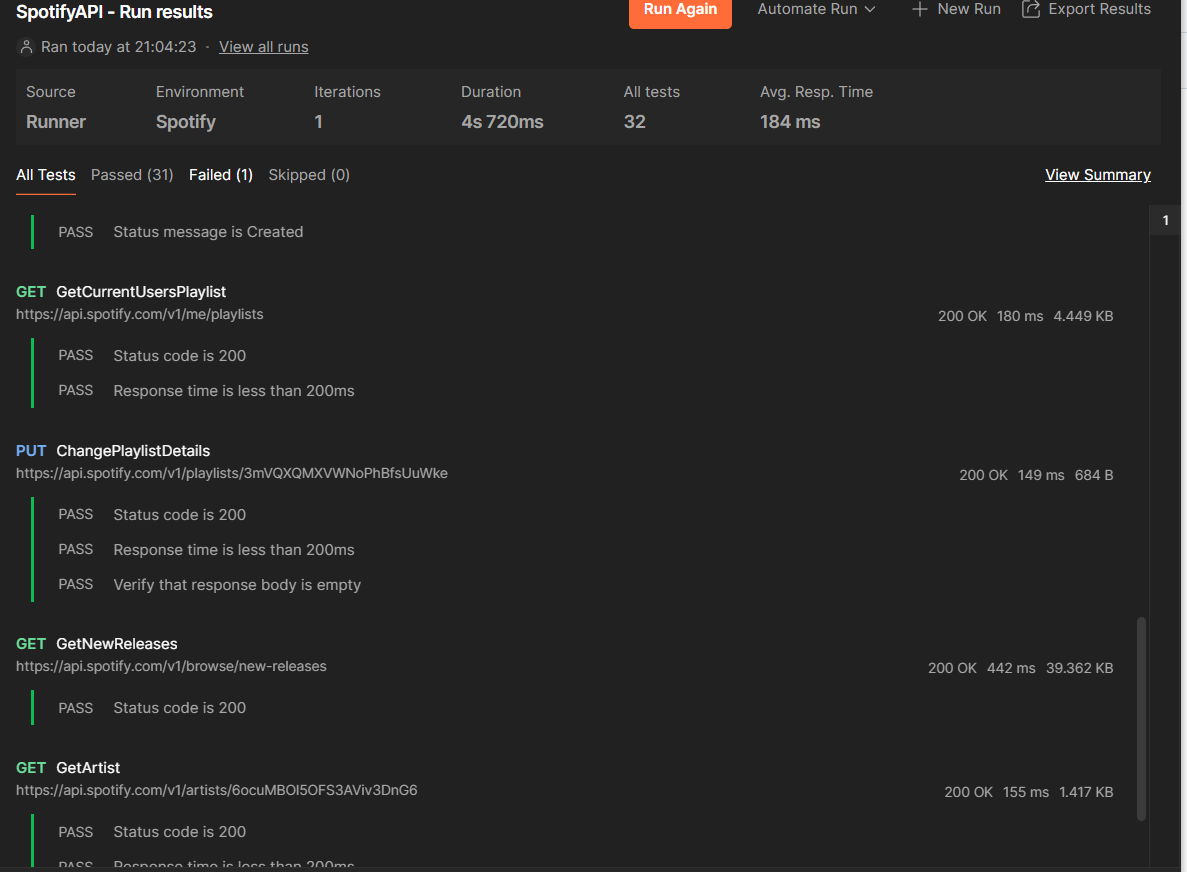 SpotifyAPI - Run results
Run Again
Automate Run
New Run
Export Results
Ran today at 21:04:23 · View all runs
Source Environment Iterations Duration All tests Avg. Resp. Time
Runner Spotify 1 4s 720ms 32 184 ms
All Tests Passed (31) Failed (1) Skipped (0) View Summary
1
PASS Status message is Created
GET GetCurrentUsersPlaylist
https://api.spotify.com/v1/me/playlists 200 OK 180 ms 4.449 KB
PASS Status code is 200
PASS Response time is less than 200ms
PUT ChangePlaylistDetails
https://api.spotify.com/v1/playlists/3mVQXQMXVWNoPhBfsUuWke 200 OK 149 ms 684 B
PASS Status code is 200
PASS Response time is less than 200ms
PASS Verify that response body is empty
GET GetNewReleases
https://api.spotify.com/v1/browse/new-releases 200 OK 442 ms 39.362 KB
PASS Status code is 200
GET GetArtist
https://api.spotify.com/v1/artists/6ocuMBOI5OFS3AViv3DnG6 200 OK 155 ms 1.417 KB
PASS Status code is 200
PASS Response time is less than 200ms